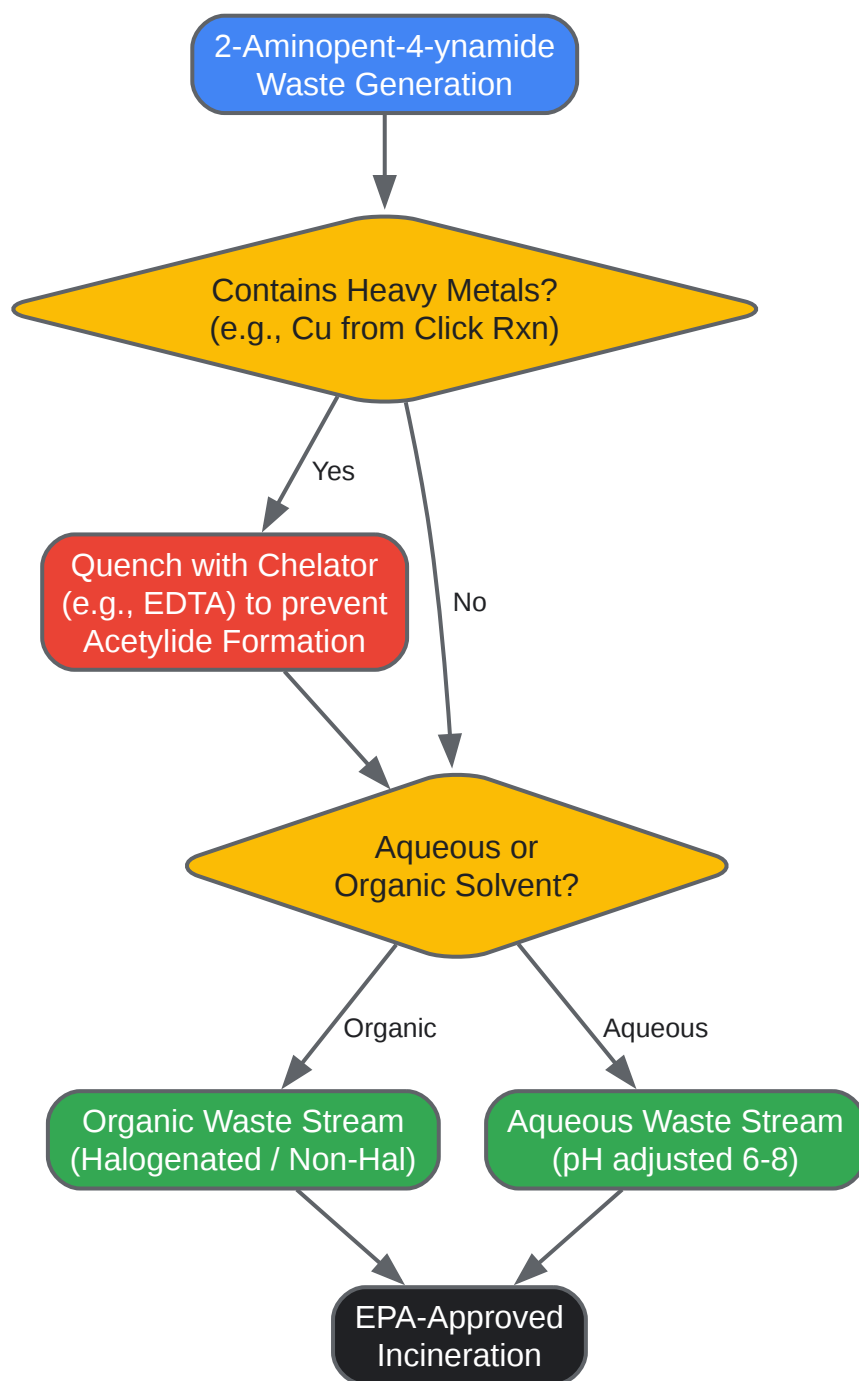 2-Aminopent-4-ynamide
Waste Generation
Contains Heavy Metals?
(e.g., Cu from Click Rxn)
Yes
Quench with Chelator
(e.g., EDTA) to prevent
Acetylide Formation
No
Aqueous or
Organic Solvent?
Organic
Aqueous
Organic Waste Stream
(Halogenated / Non-Hal)
Aqueous Waste Stream
(pH adjusted 6-8)
EPA-Approved
Incineration